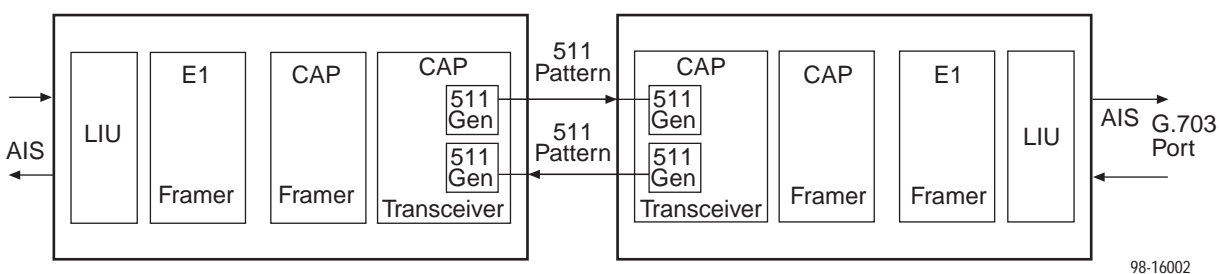 AIS
LIU
E1
Framer
CAP
Framer
CAP
511
Gen
511
Gen
Transceiver
511
Pattern
511
Pattern
CAP
511
Gen
511
Gen
Transceiver
CAP
Framer
E1
Framer
LIU
AIS
G.703
Port
98-16002